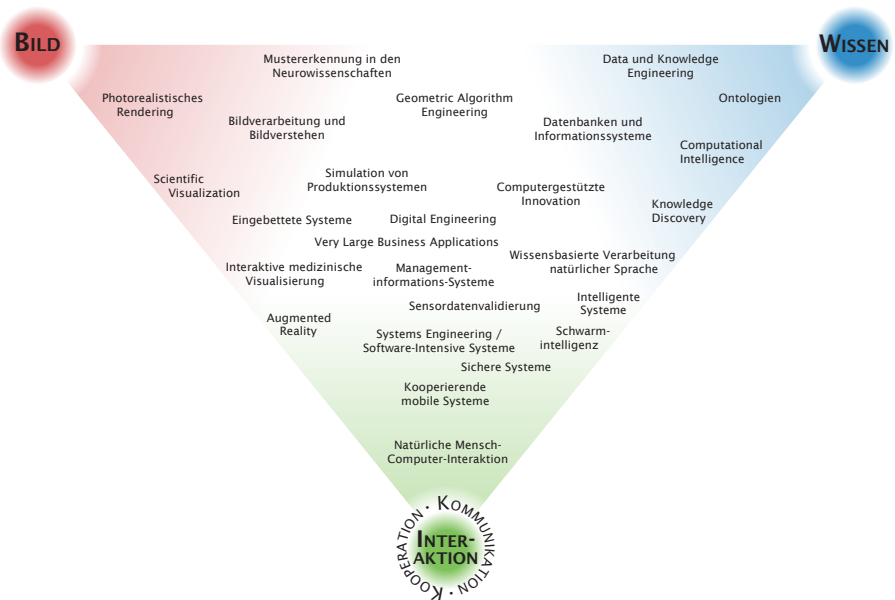 BILD
WISSEN
Mustererkennung in den
Neurowissenschaften
Data und Knowledge
Engineering
Photorealistisches
Rendering
Geometric Algorithm
Engineering
Ontologien
Bildverarbeitung und
Bildverstehen
Datenbanken und
Informationssysteme
Computational
Intelligence
Scientific
Visualization
Simulation von
Produktionssystemen
Computergestützte
Innovation
Knowledge
Discovery
Eingebettete Systeme
Digital Engineering
Very Large Business Applications
Wissensbasierte Verarbeitung
natürlicher Sprache
Interaktive medizinische
Visualisierung
Management-
informations-Systeme
Sensordatenvalidierung
Intelligente
Systeme
Augmented
Reality
Systems Engineering /
Software-Intensive Systeme
Schwarm-
intelligenz
Sichere Systeme
Kooperierende
mobile Systeme
Natürliche Mensch-
Computer-Interaktion
KOOPERATION · KOMMUNIKATION ·
INTER-
AKTION